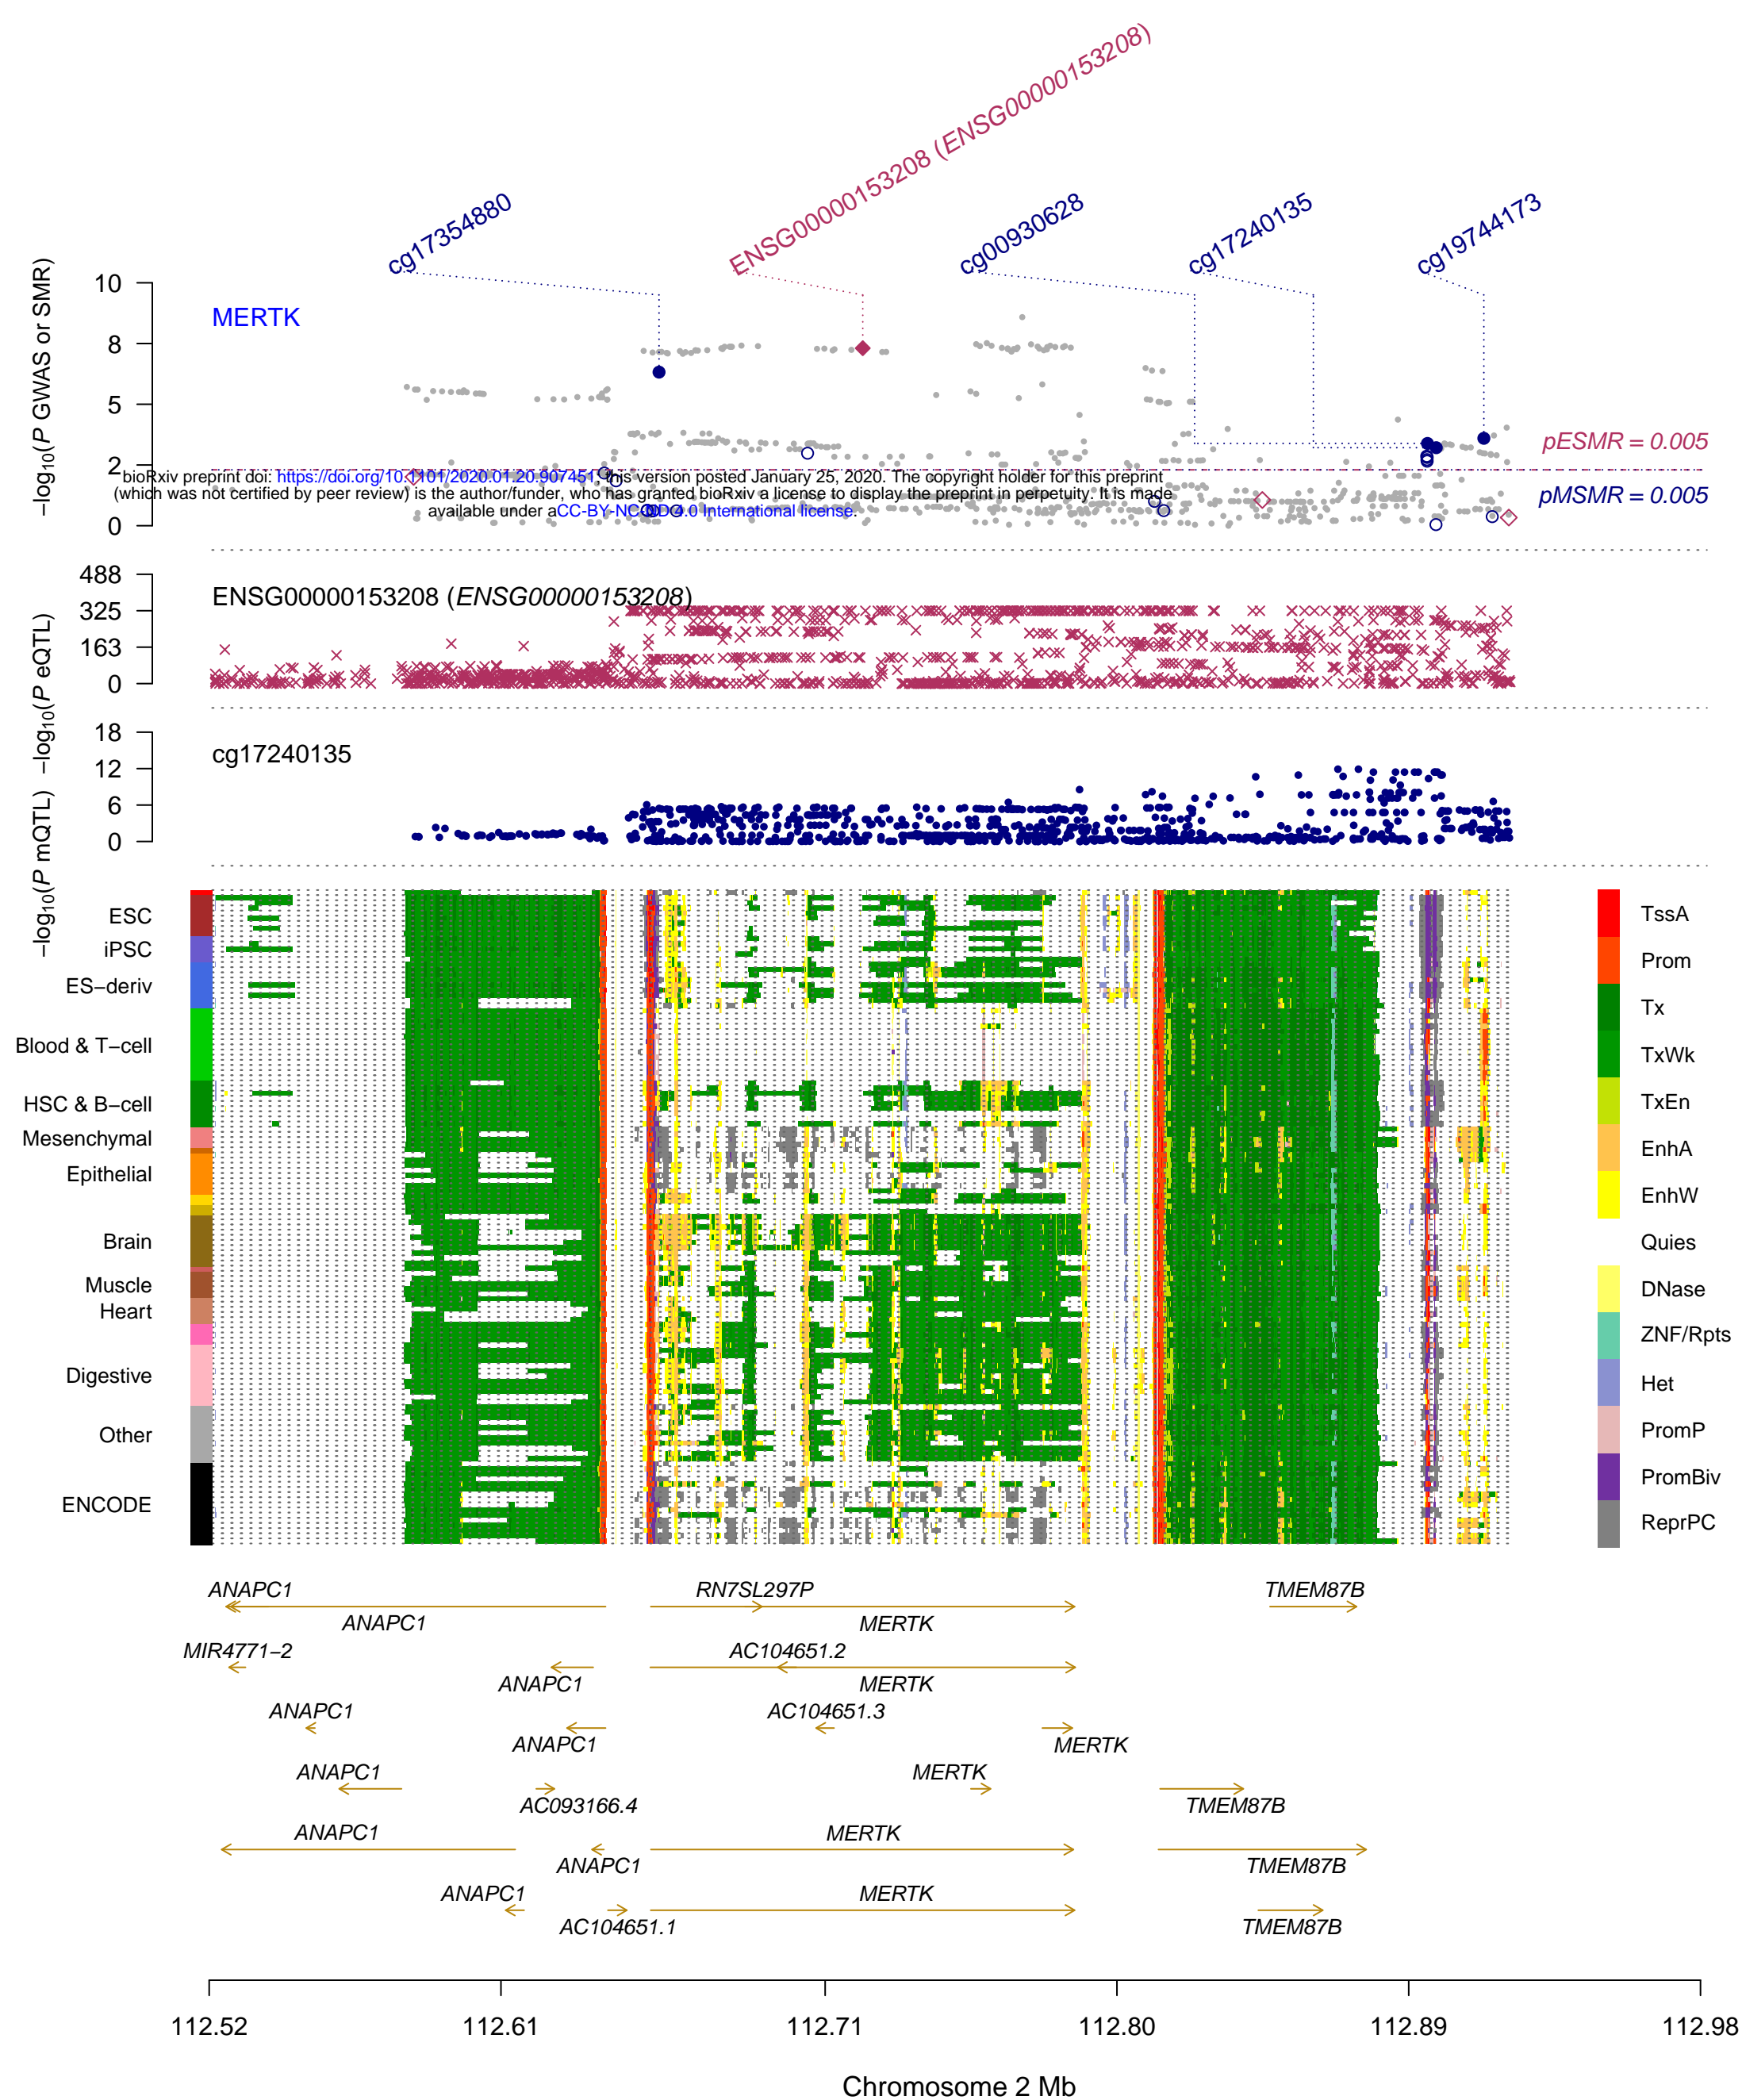 ENSG00000153208 (ENSG00000153208)
cg17354880
cg00930628
cg17240135
cg19744173
−log10(P GWAS or SMR)
10
8
5
2
0
MERTK
pESMR = 0.005
pMSMR = 0.005
bioRxiv preprint doi: https://doi.org/10.1101/2020.01.20.907451; this version posted January 25, 2020. The copyright holder for this preprint
(which was not certified by peer review) is the author/funder, who has granted bioRxiv a license to display the preprint in perpetuity. It is made
available under aCC-BY-NC-ND 4.0 International license.
−log10(P eQTL)
488
325
163
0
ENSG00000153208 (ENSG00000153208)
−log10(P mQTL)
18
12
6
0
cg17240135
ESC
iPSC
ES−deriv
Blood & T−cell
HSC & B−cell
Mesenchymal
Epithelial
Brain
Muscle
Heart
Digestive
Other
ENCODE
TssA
Prom
Tx
TxWk
TxEn
EnhA
EnhW
Quies
DNase
ZNF/Rpts
Het
PromP
PromBiv
ReprPC
ANAPC1 RN7SL297P TMEM87B
ANAPC1 MERTK
MIR4771−2 AC104651.2
ANAPC1 MERTK
ANAPC1 AC104651.3
ANAPC1 MERTK
ANAPC1 MERTK
AC093166.4 TMEM87B
ANAPC1 MERTK
ANAPC1 TMEM87B
ANAPC1 MERTK
AC104651.1 TMEM87B
112.52 112.61 112.71 112.80 112.89 112.98
Chromosome 2 Mb